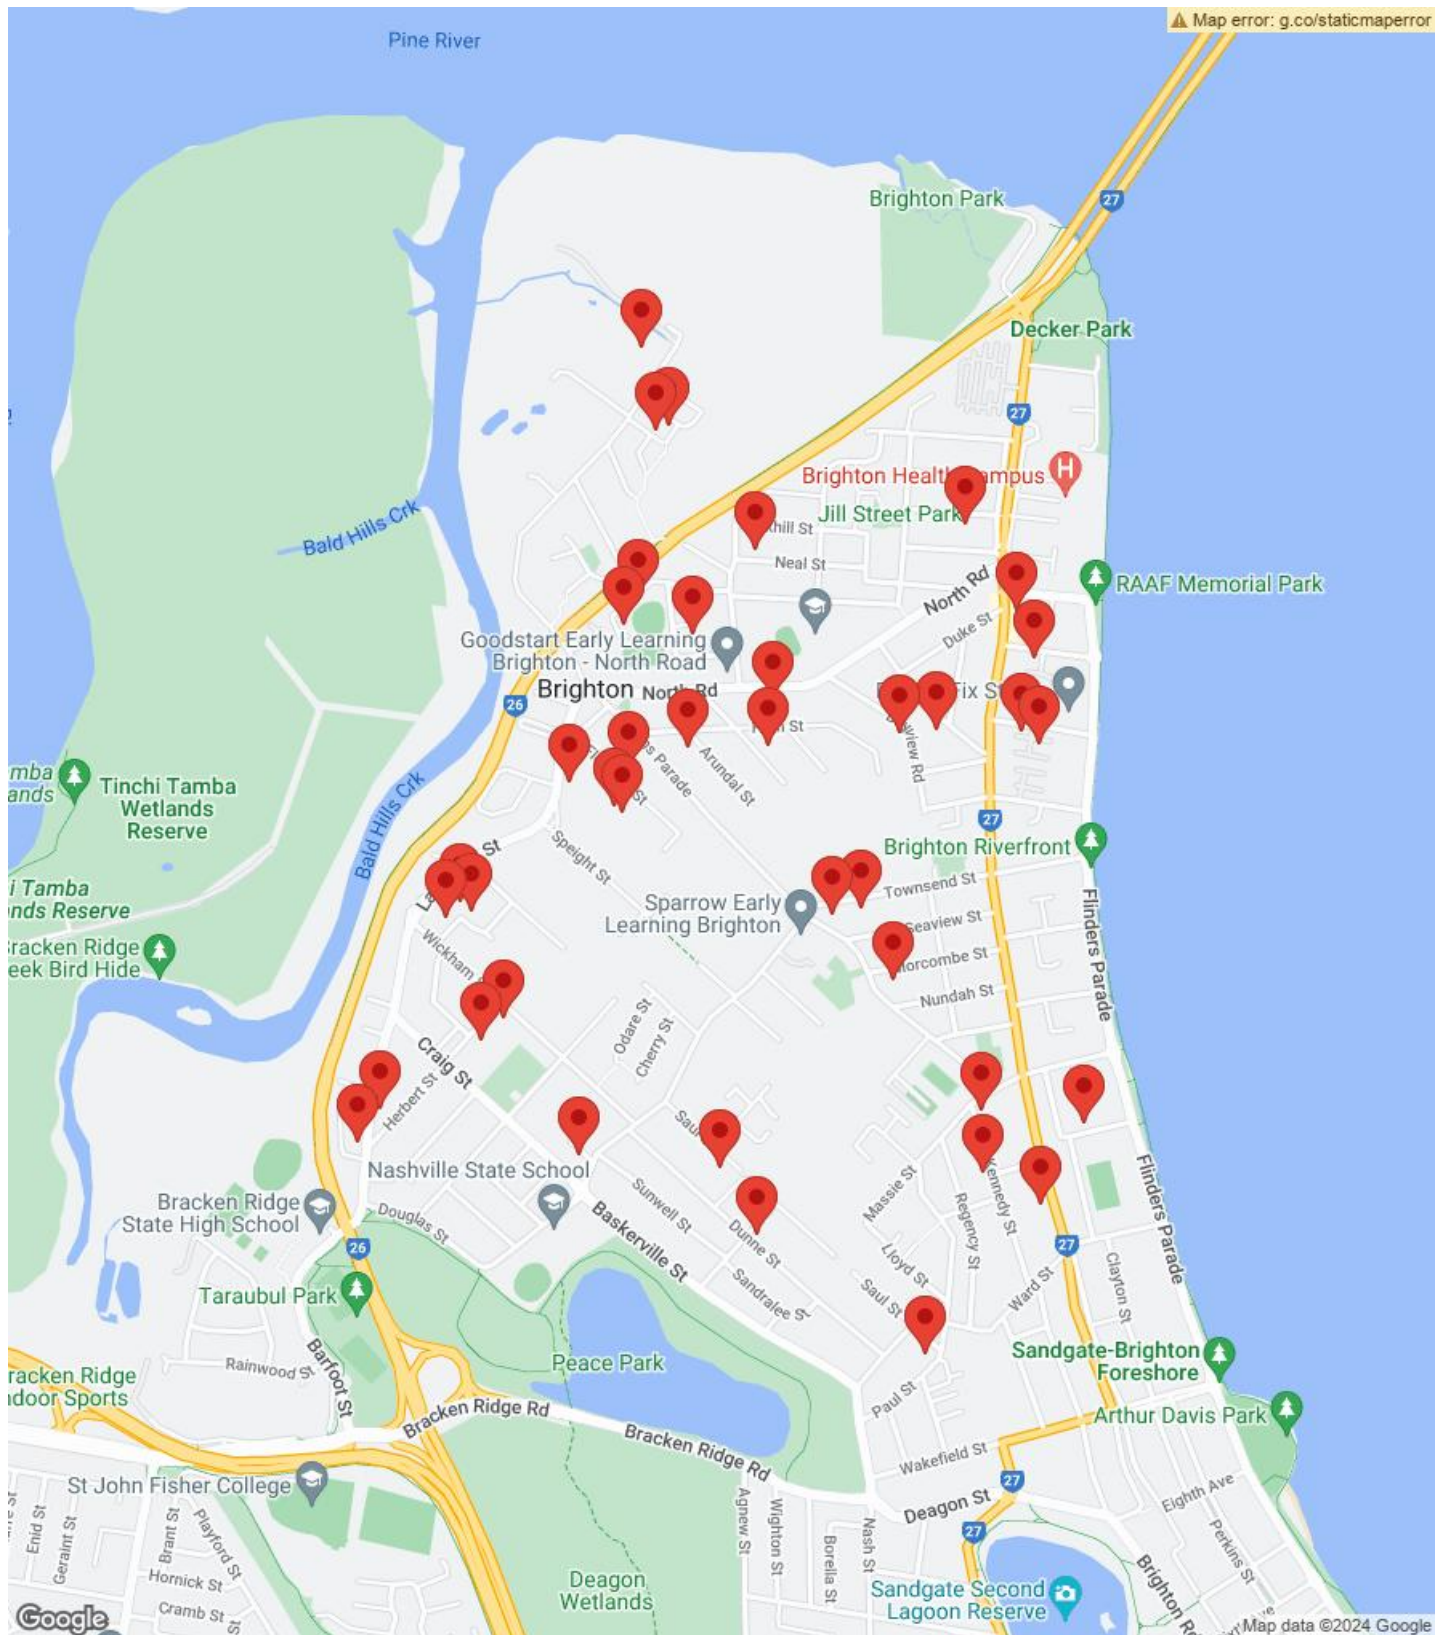 Map error: g.co/staticmaperror
Pine River
Brighton Park
27
Decker Park
27
Brighton Health
Jill Street Park
Bald Hills Crk
Neal St
North Rd
RAAF Memorial Park
Duke St
Goodstart Early Learning
Brighton - North Road
Brighton
North Rd
26
Arundal St
Tinchi Tamba
Wetlands
Reserve
Bald Hills Crk
27
Brighton Riverfront
Speight St
Townsend St
Sparrow Early
Learning Brighton
Seaview St
Flinders Parade
Wickham
Nundah St
Odare St
Cherry St
Craig St
Herbert St
Nashville State School
Bracken Ridge
State High School
Massie St
Kennedy St
Regency St
Flinders Parade
Sunwell St
Dunne St
Douglas St
Baskerville St
26
27
Lloyd St
Ward St
Clayton St
Sandralee St
Saul St
Taraubul Park
Rainwood St
Barfoot St
Peace Park
Sandgate-Brighton
Foreshore
Paul St
Arthur Davis Park
Bracken Ridge Rd
Bracken Ridge Rd
Wakefield St
27
St John Fisher College
Deagon St
Eighth Ave
27
Enid St
Geraint St
Brant St
Playford St
Hornick St
Cramb St
Agnew St
Wighton St
Borella St
Nash St
Perkins St
Deagon
Wetlands
Sandgate Second
Lagoon Reserve
Google
Map data ©2024 Google